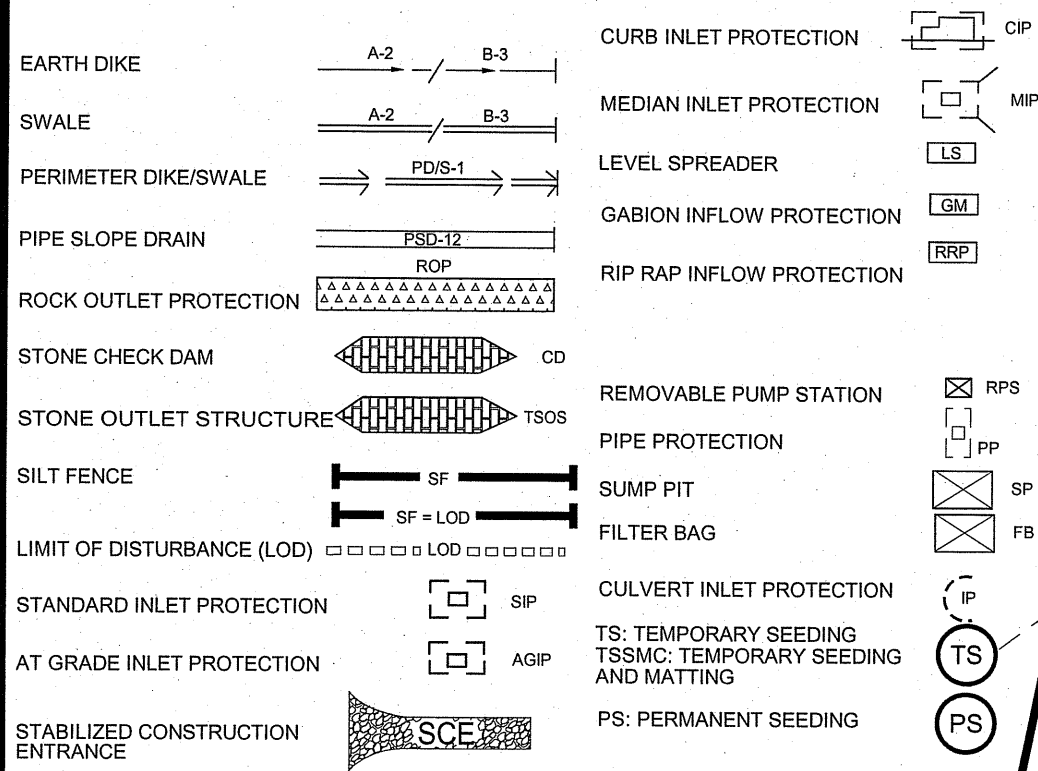 EARTH DIKE A-2 B-3
SWALE A-2 B-3
PERIMETER DIKE/SWALE PD/S-1
PIPE SLOPE DRAIN PSD-12
ROCK OUTLET PROTECTION ROP
STONE CHECK DAM CD
STONE OUTLET STRUCTURE TSOS
SILT FENCE SF
SF = LOD
LIMIT OF DISTURBANCE (LOD) LOD
STANDARD INLET PROTECTION SIP
AT GRADE INLET PROTECTION AGIP
STABILIZED CONSTRUCTION SCE
ENTRANCE
CURB INLET PROTECTION CIP
MEDIAN INLET PROTECTION MIP
LEVEL SPREADER LS
GABION INFLOW PROTECTION GM
RIP RAP INFLOW PROTECTION RRP
REMOVABLE PUMP STATION RPS
PIPE PROTECTION PP
SUMP PIT SP
FILTER BAG FB
CULVERT INLET PROTECTION IP
TS: TEMPORARY SEEDING
TSSMC: TEMPORARY SEEDING TS
AND MATTING
PS: PERMANENT SEEDING PS